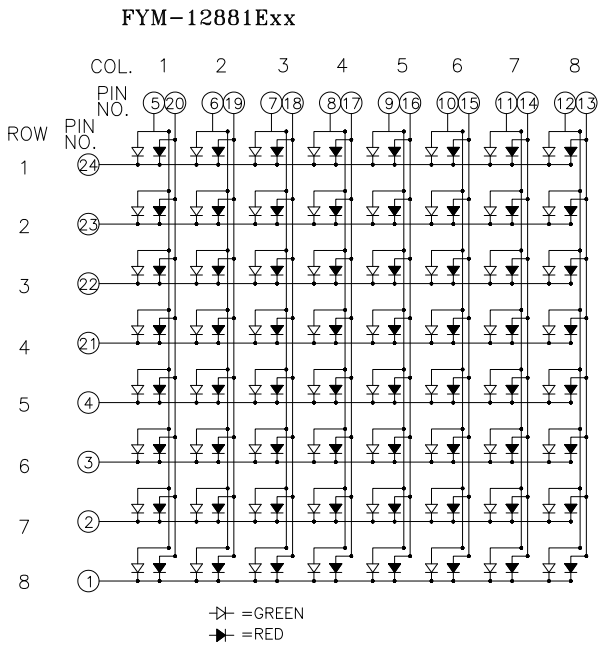 FYM-12881Exx
COL. 1 2 3 4 5 6 7 8
PIN NO. 5 20 6 19 7 18 8 17 9 16 10 15 11 14 12 13
ROW PIN NO.
1 24
2 23
3 22
4 21
5 4
6 3
7 2
8 1
=GREEN
=RED